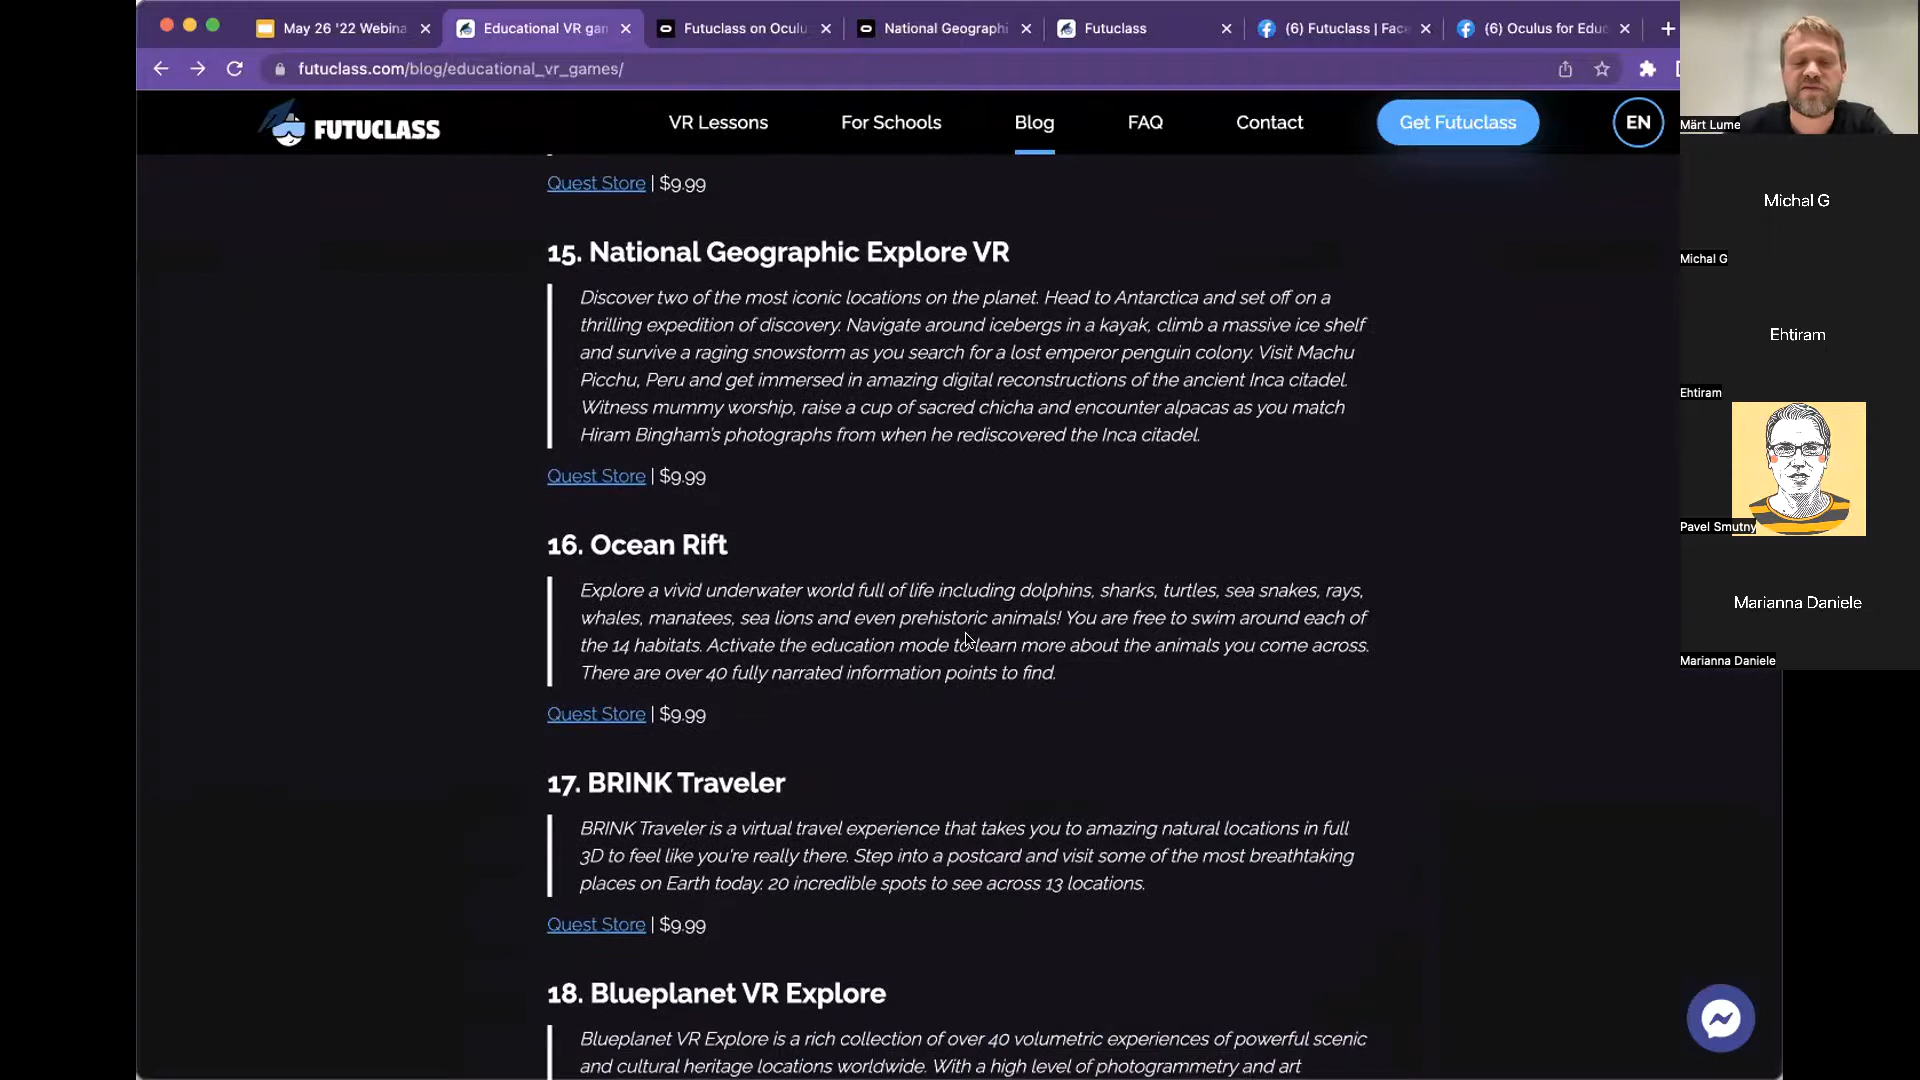 May 26 '22 Webina
Educational VR gan
Futuclass on Ocul
National Geographi
Futuclass
(6) Futuclass | Face
(6) Oculus for Educ
futuclass.com/blog/educational_vr_games/
FUTUCLASS
VR Lessons
For Schools
Blog
FAQ
Contact
Get Futuclass
EN
Quest Store | $9.99
15. National Geographic Explore VR
Discover two of the most iconic locations on the planet. Head to Antarctica and set off on a
thrilling expedition of discovery. Navigate around icebergs in a kayak, climb a massive ice shelf
and survive a raging snowstorm as you search for a lost emperor penguin colony. Visit Machu
Picchu, Peru and get immersed in amazing digital reconstructions of the ancient Inca citadel.
Witness mummy worship, raise a cup of sacred chicha and encounter alpacas as you match
Hiram Bingham's photographs from when he rediscovered the Inca citadel.
Quest Store | $9.99
16. Ocean Rift
Explore a vivid underwater world full of life including dolphins, sharks, turtles, sea snakes, rays,
whales, manatees, sea lions and even prehistoric animals! You are free to swim around each of
the 14 habitats. Activate the education mode to learn more about the animals you come across.
There are over 40 fully narrated information points to find.
Quest Store | $9.99
17. BRINK Traveler
BRINK Traveler is a virtual travel experience that takes you to amazing natural locations in full
3D to feel like you're really there. Step into a postcard and visit some of the most breathtaking
places on Earth today. 20 incredible spots to see across 13 locations.
Quest Store | $9.99
18. Blueplanet VR Explore
Blueplanet VR Explore is a rich collection of over 40 volumetric experiences of powerful scenic
and cultural heritage locations worldwide. With a high level of photogrammetry and art
Märt Lume
Michal G
Michal G
Ehtiram
Ehtiram
Pavel Smutny
Marianna Daniele
Marianna Daniele